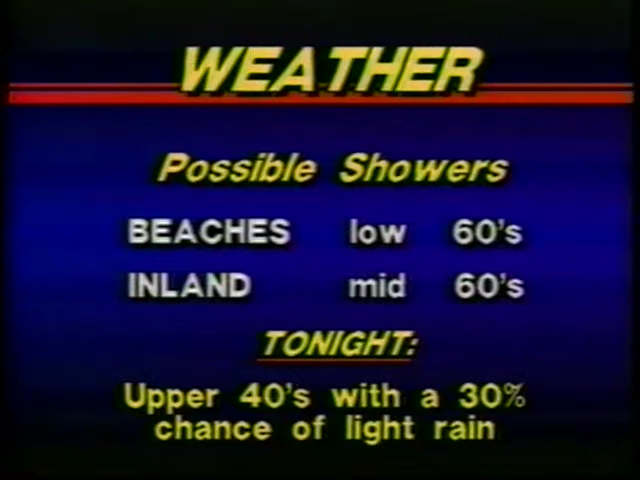 WEATHER
Possible Showers
BEACHES low 60's
INLAND mid 60's
TONIGHT:
Upper 40's with a 30%
chance of light rain